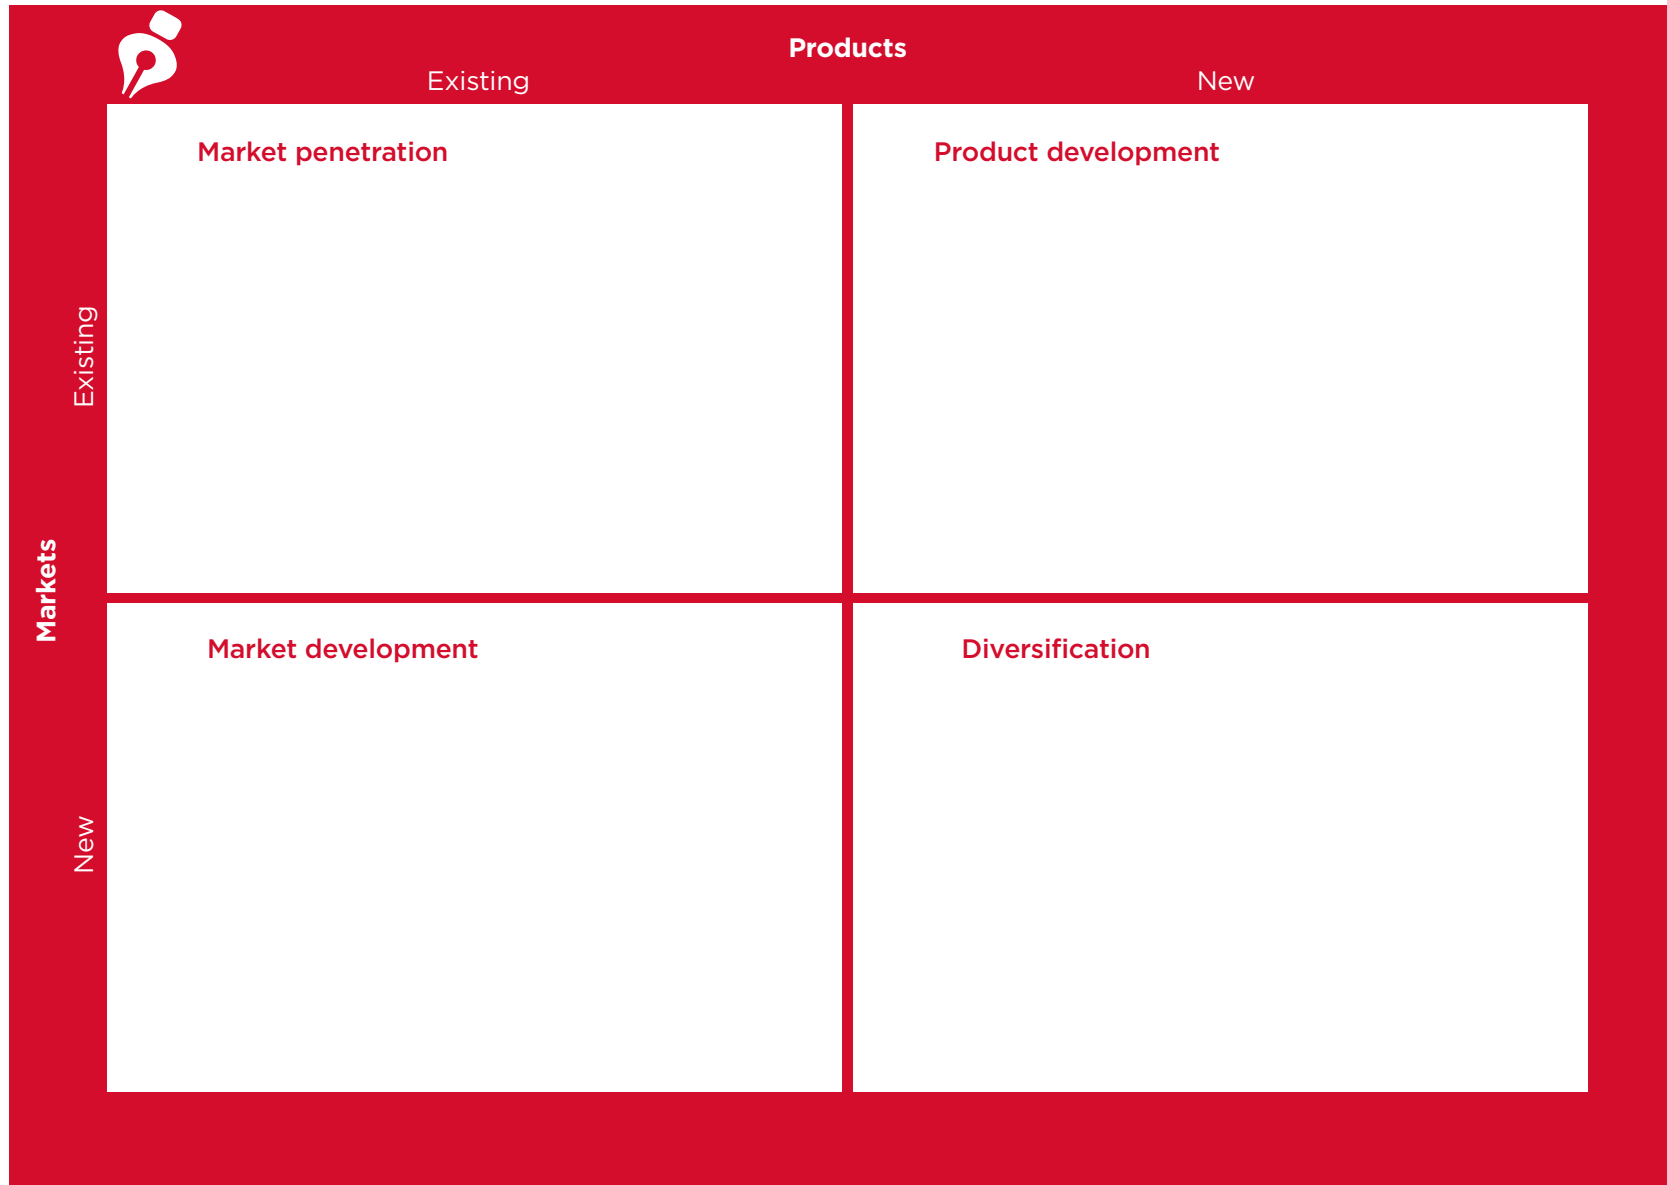 Products
Existing
New
Market penetration
Product development
Existing
Markets
Market development
Diversification
New